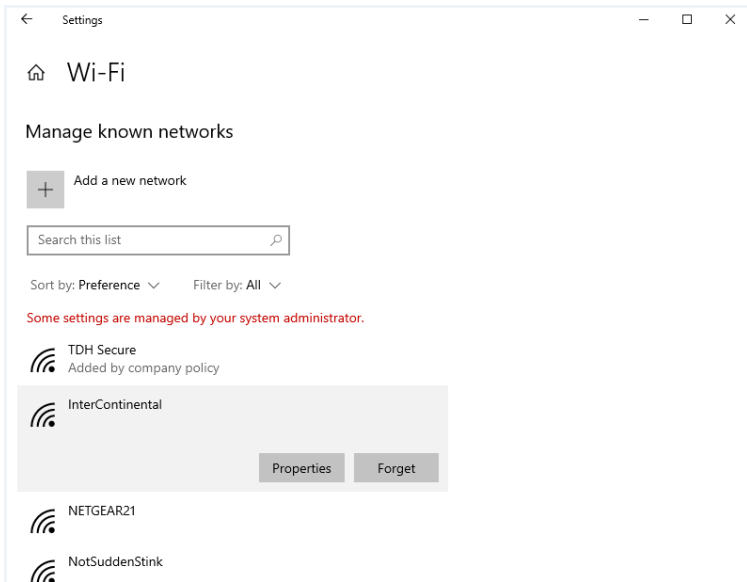 Settings
Wi-Fi
Manage known networks
Add a new network
Search this list
Sort by: Preference Filter by: All
Some settings are managed by your system administrator.
TDH Secure
Added by company policy
InterContinental
Properties Forget
NETGEAR21
NotSuddenStink